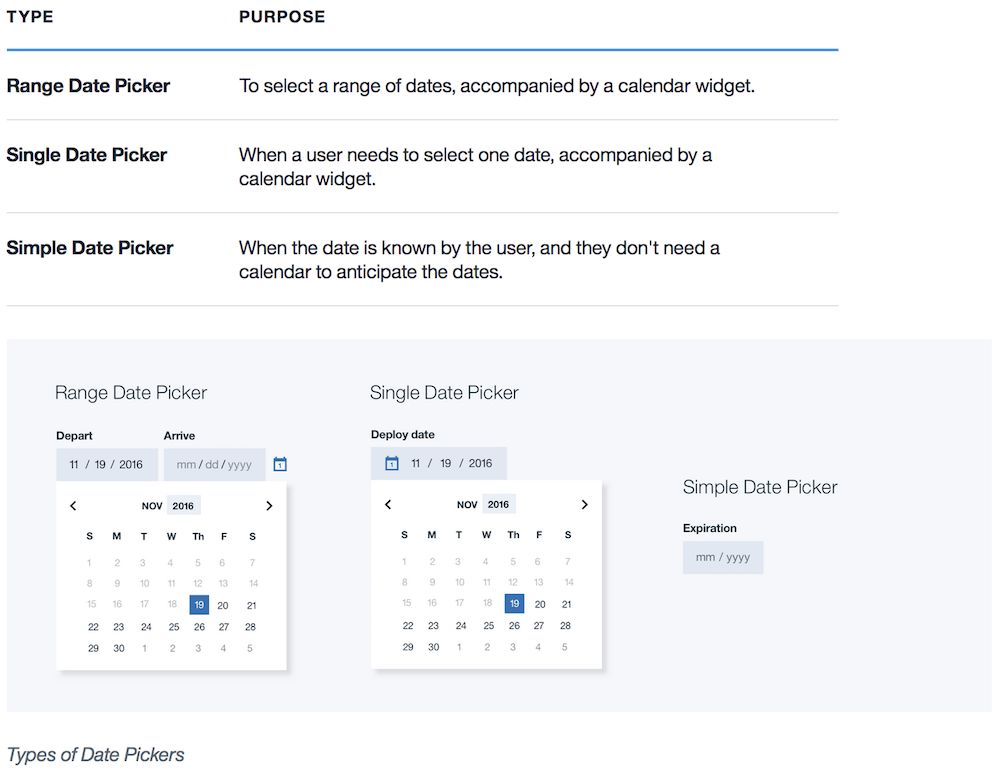 TYPE PURPOSE
Range Date Picker To select a range of dates, accompanied by a calendar widget.
Single Date Picker When a user needs to select one date, accompanied by a
calendar widget.
Simple Date Picker When the date is known by the user, and they don't need a
calendar to anticipate the dates.
Range Date Picker
Depart Arrive
11 / 19 / 2016 mm / dd / yyyy 1
NOV 2016
S M T W Th F S
1 2 3 4 5 6 7
8 9 10 11 12 13 14
15 16 17 18 19 20 21
22 23 24 25 26 27 28
29 30 1 2 3 4 5
Single Date Picker
Deploy date
1 11 / 19 / 2016
NOV 2016
S M T W Th F S
1 2 3 4 5 6 7
8 9 10 11 12 13 14
15 16 17 18 19 20 21
22 23 24 25 26 27 28
29 30 1 2 3 4 5
Simple Date Picker
Expiration
mm / yyyy
Types of Date Pickers